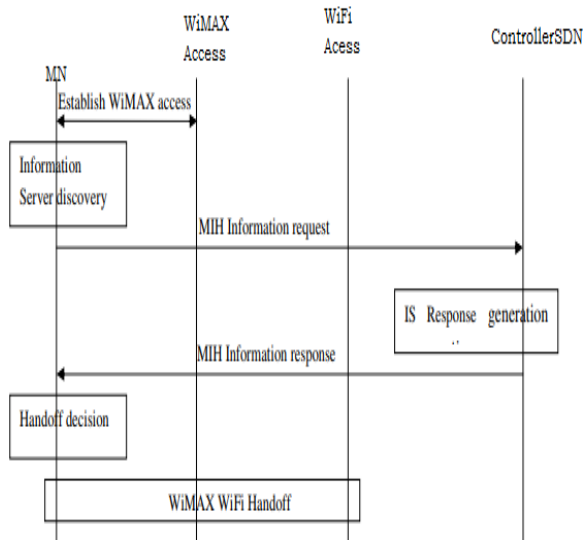 WiMAX
Access
WiFi
Acess
ControllerSDN
MN
Establish WiMAX access
Information
Server discovery
MIH Information request
IS Response generation
MIH Information response
Handoff decision
WiMAX WiFi Handoff